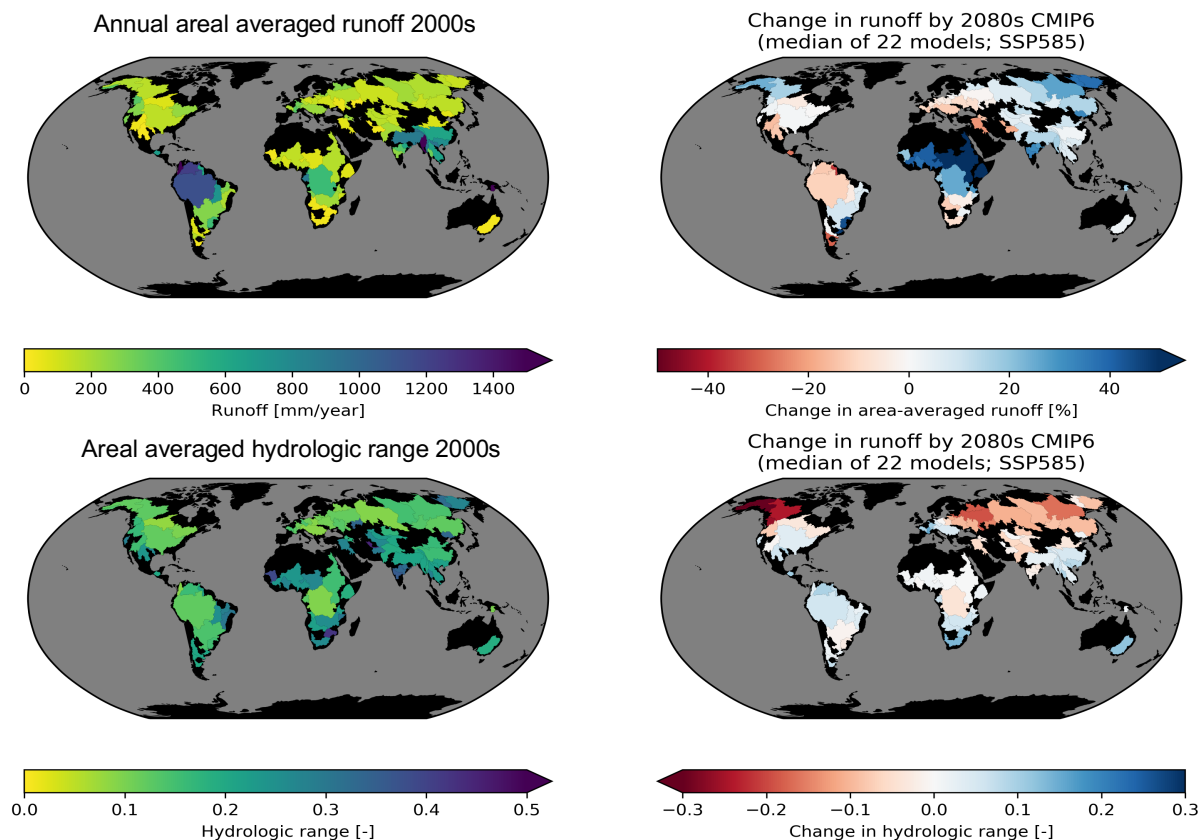 Annual areal averaged runoff 2000s
Change in runoff by 2080s CMIP6
(median of 22 models; SSP585)
0 200 400 600 800 1000 1200 1400
Runoff [mm/year]
−40 −20 0 20 40
Change in area-averaged runoff [%]
Areal averaged hydrologic range 2000s
Change in runoff by 2080s CMIP6
(median of 22 models; SSP585)
0.0 0.1 0.2 0.3 0.4 0.5
Hydrologic range [-]
−0.3 −0.2 −0.1 0.0 0.1 0.2 0.3
Change in hydrologic range [-]